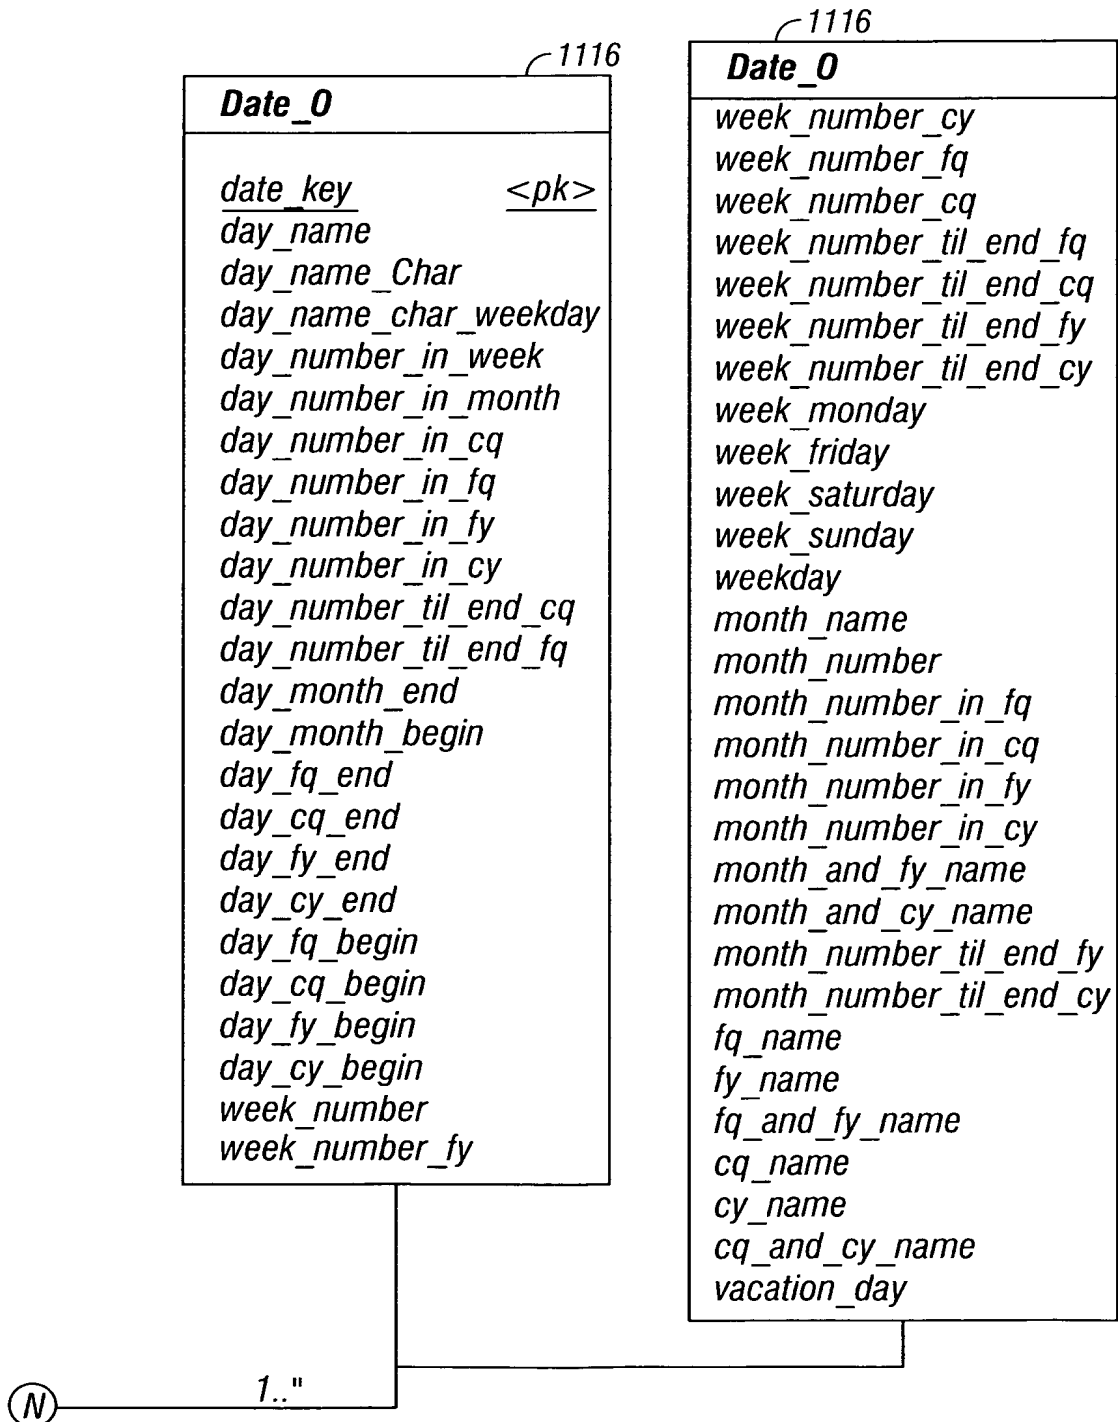 1116
Date_0
date_key <pk>
day_name
day_name_Char
day_name_char_weekday
day_number_in_week
day_number_in_month
day_number_in_cq
day_number_in_fq
day_number_in_fy
day_number_in_cy
day_number_til_end_cq
day_number_til_end_fq
day_month_end
day_month_begin
day_fq_end
day_cq_end
day_fy_end
day_cy_end
day_fq_begin
day_cq_begin
day_fy_begin
day_cy_begin
week_number
week_number_fy
1116
Date_0
week_number_cy
week_number_fq
week_number_cq
week_number_til_end_fq
week_number_til_end_cq
week_number_til_end_fy
week_number_til_end_cy
week_monday
week_friday
week_saturday
week_sunday
weekday
month_name
month_number
month_number_in_fq
month_number_in_cq
month_number_in_fy
month_number_in_cy
month_and_fy_name
month_and_cy_name
month_number_til_end_fy
month_number_til_end_cy
fq_name
fy_name
fq_and_fy_name
cq_name
cy_name
cq_and_cy_name
vacation_day
N 1.."